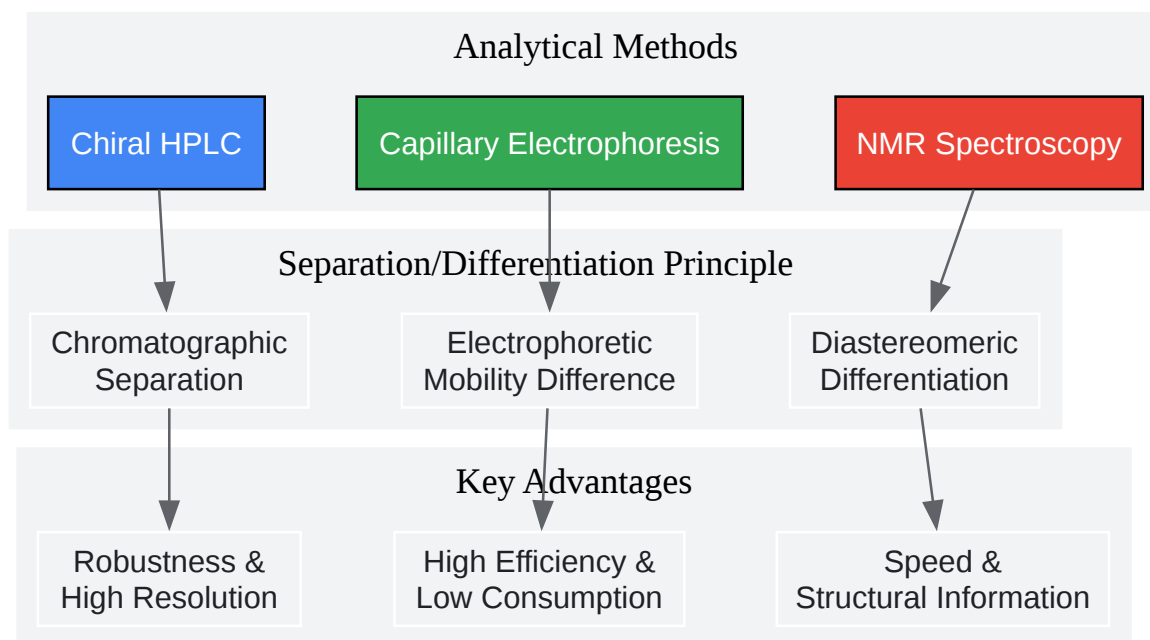 Analytical Methods
Chiral HPLC
Capillary Electrophoresis
NMR Spectroscopy
Separation/Differentiation Principle
Chromatographic
Separation
Electrophoretic
Mobility Difference
Diastereomeric
Differentiation
Key Advantages
Robustness &
High Resolution
High Efficiency &
Low Consumption
Speed &
Structural Information